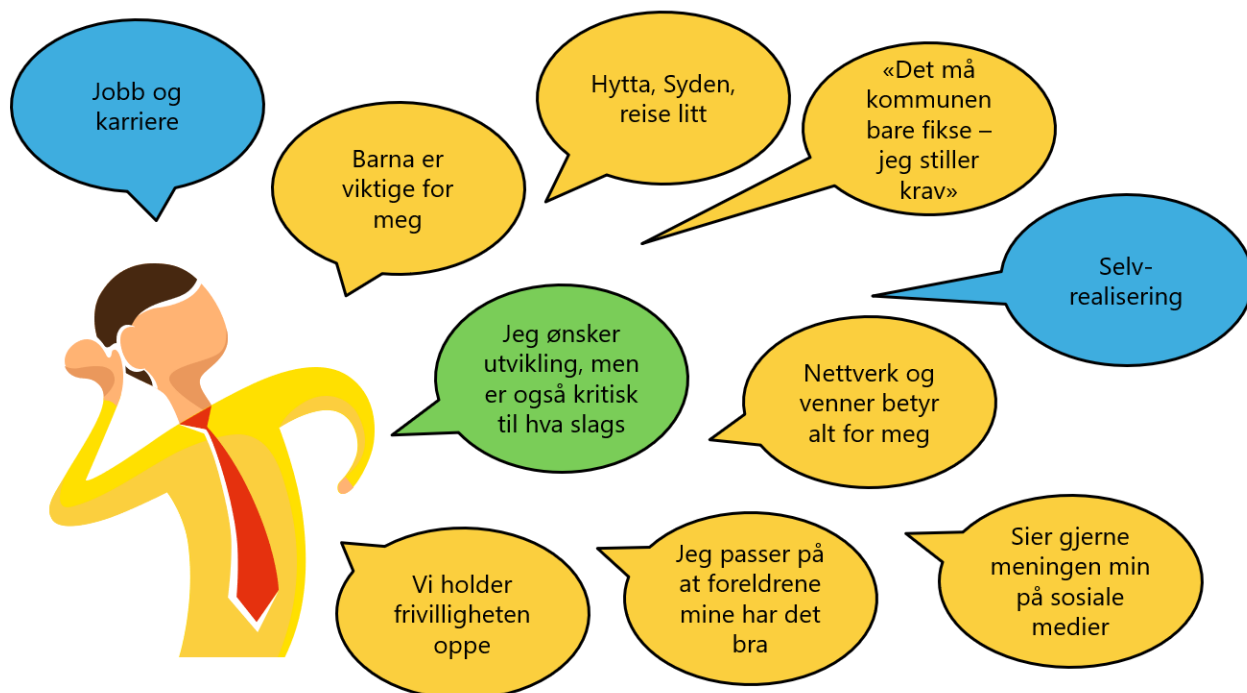 Jobb og
karriere
Barna er
viktige for
meg
Hytta, Syden,
reise litt
«Det må
kommunen
bare fikse –
jeg stiller
krav»
Selv-
realisering
Jeg ønsker
utvikling, men
er også kritisk
til hva slags
Nettverk og
venner betyr
alt for meg
Vi holder
frivilligheten
oppe
Jeg passer på
at foreldrene
mine har det
bra
Sier gjerne
meningen min
på sosiale
medier